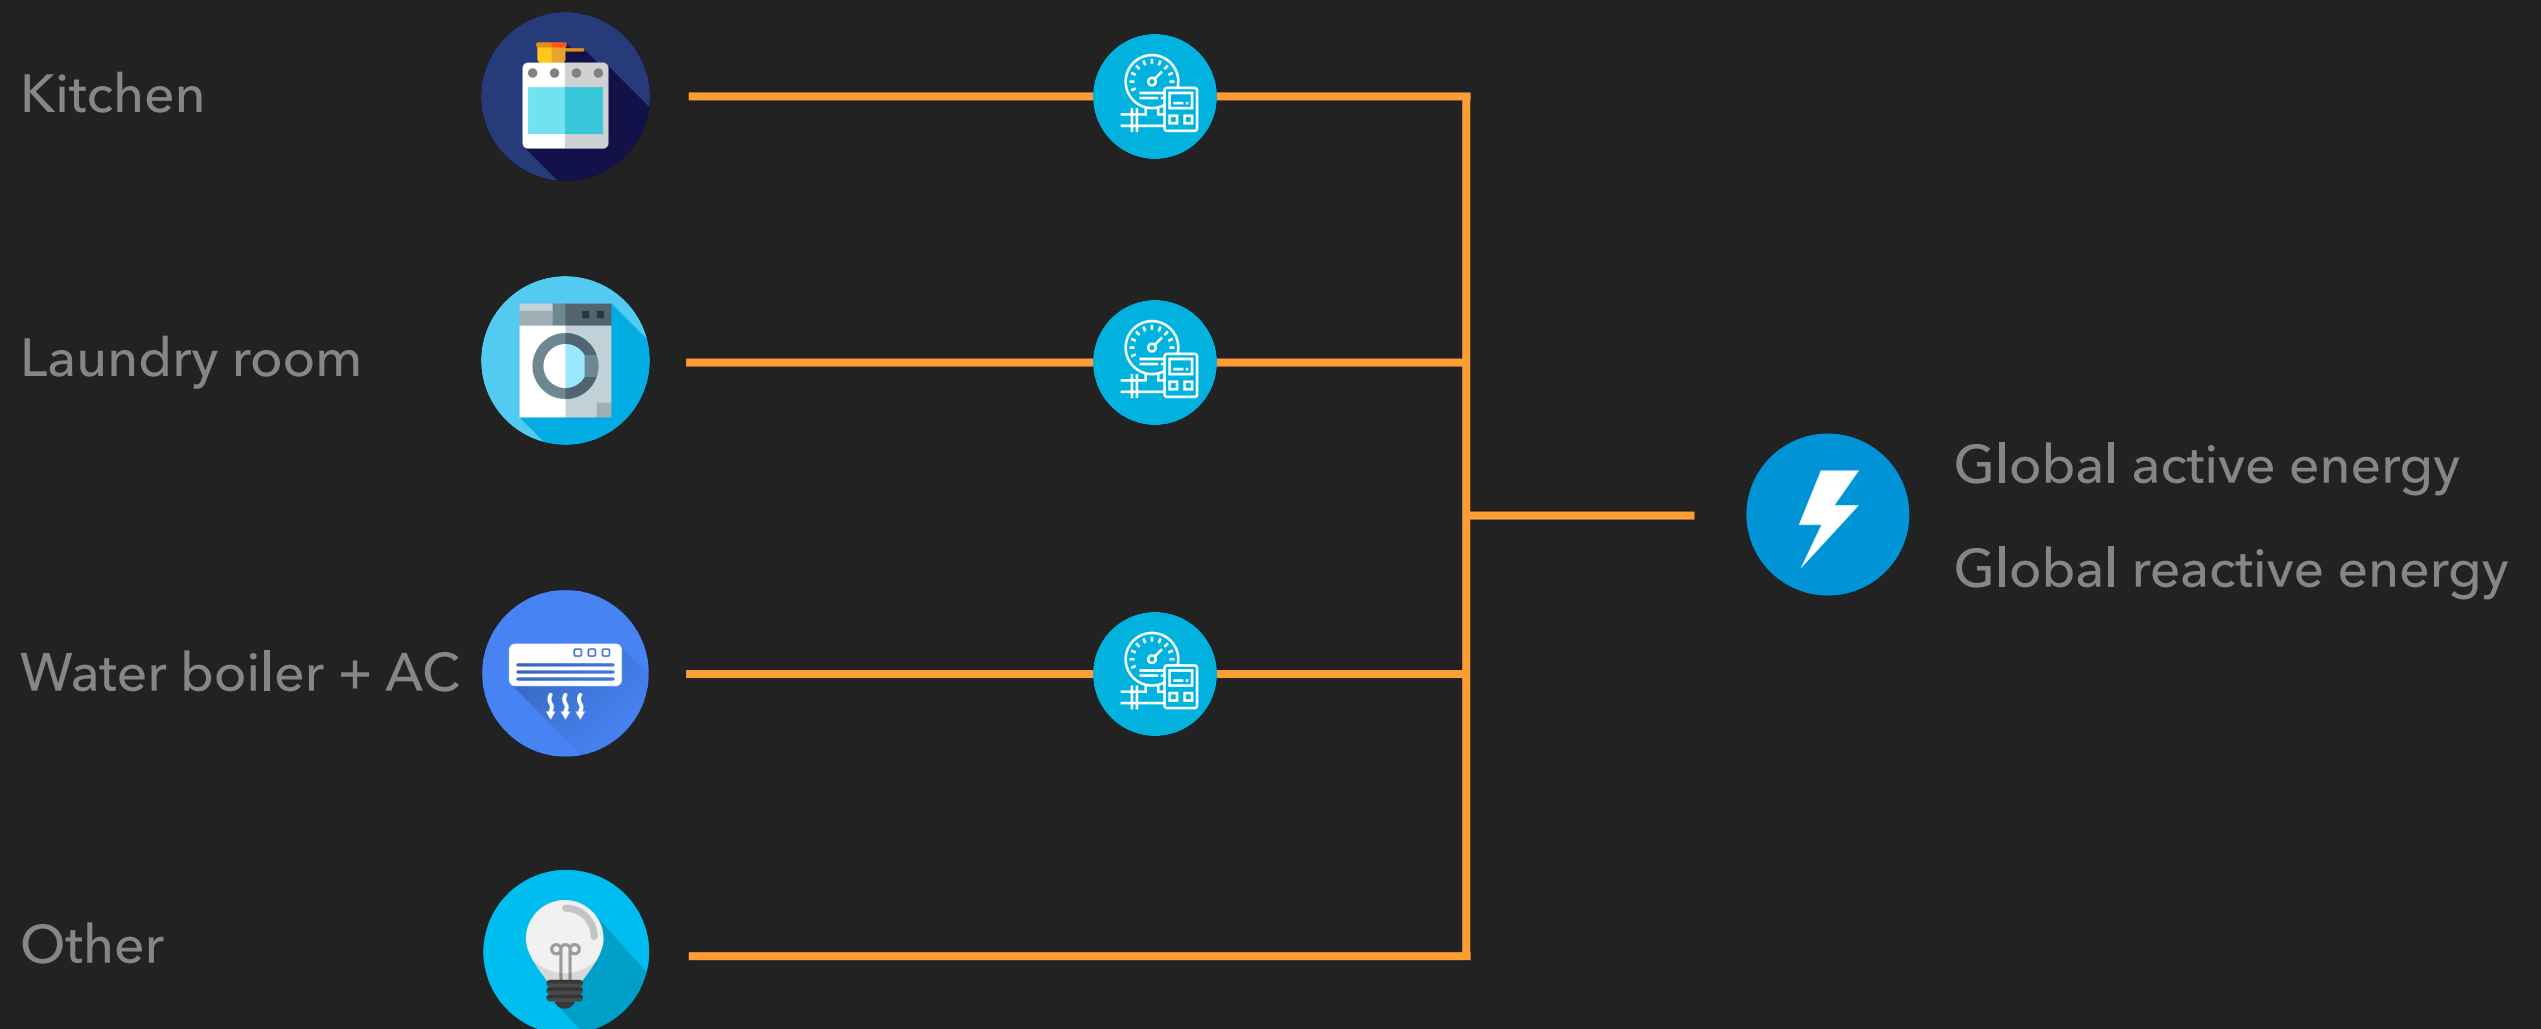 Kitchen
Laundry room
Water boiler + AC
Other
Global active energy
Global reactive energy